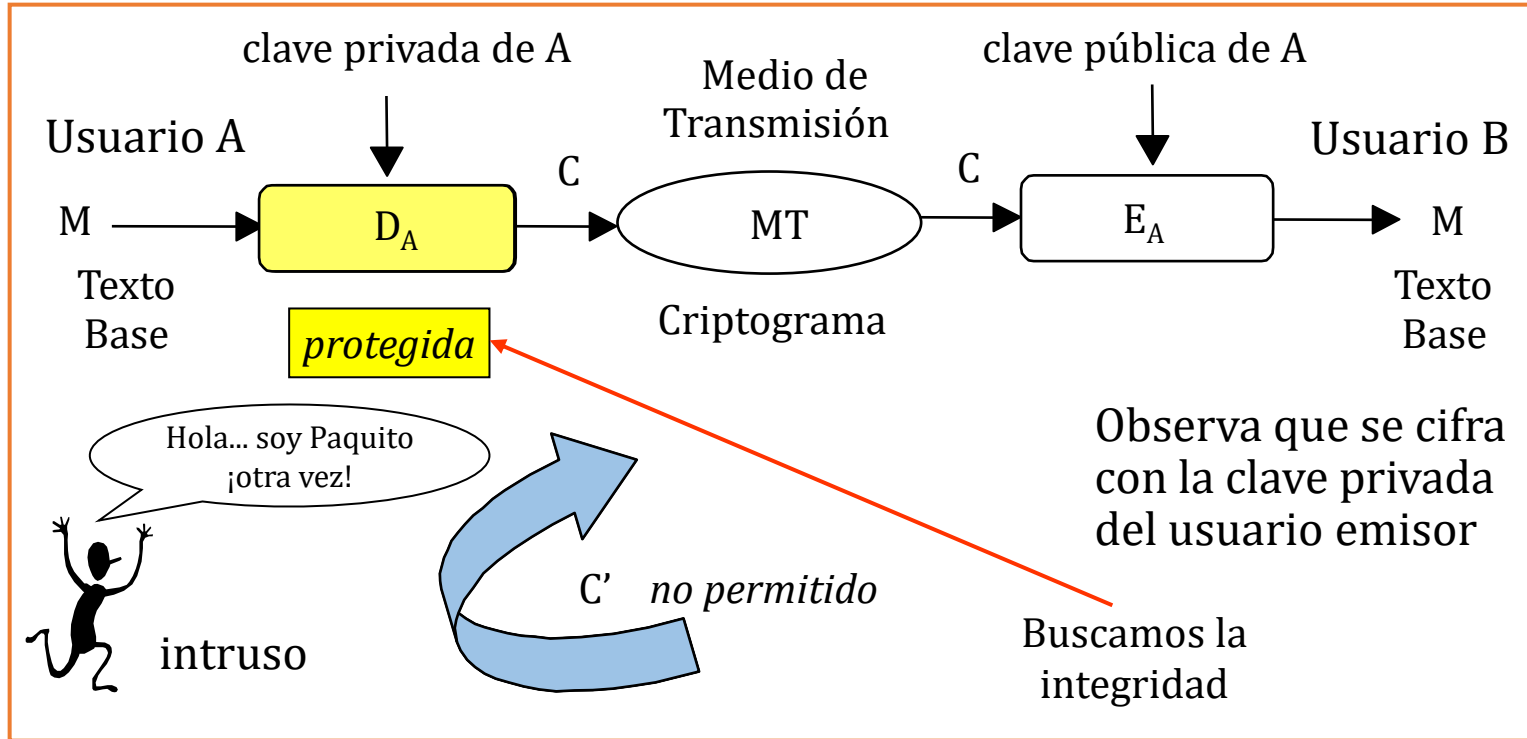 clave privada de A
clave pública de A
Medio de
Transmisión
Usuario A
Usuario B
C
C
M
D_A
MT
E_A
M
Texto
Base
Criptograma
Texto
Base
protegida
Hola... soy Paquito
¡otra vez!
Observa que se cifra
con la clave privada
del usuario emisor
C’ no permitido
intruso
Buscamos la
integridad